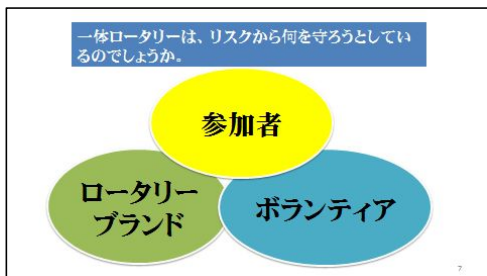 一体ロータリーは、リスクから何を守ろうとしてい
るのでしょうか。
参加者
ロータリー
ブランド
ボランティア
7